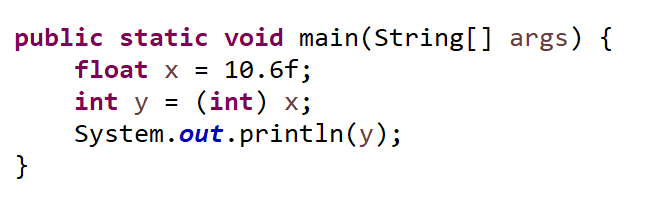 public static void main(String[] args) {
    float x = 10.6f;
    int y = (int) x;
    System.out.println(y);
}